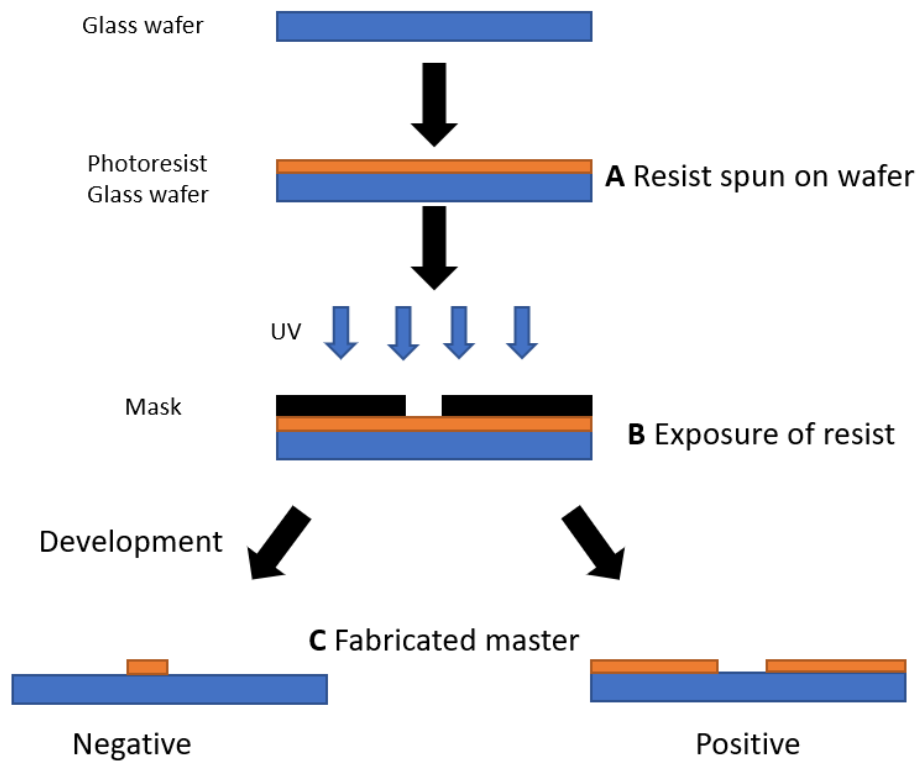 Glass wafer
Photoresist
Glass wafer
A Resist spun on wafer
UV
Mask
B Exposure of resist
Development
C Fabricated master
Negative
Positive